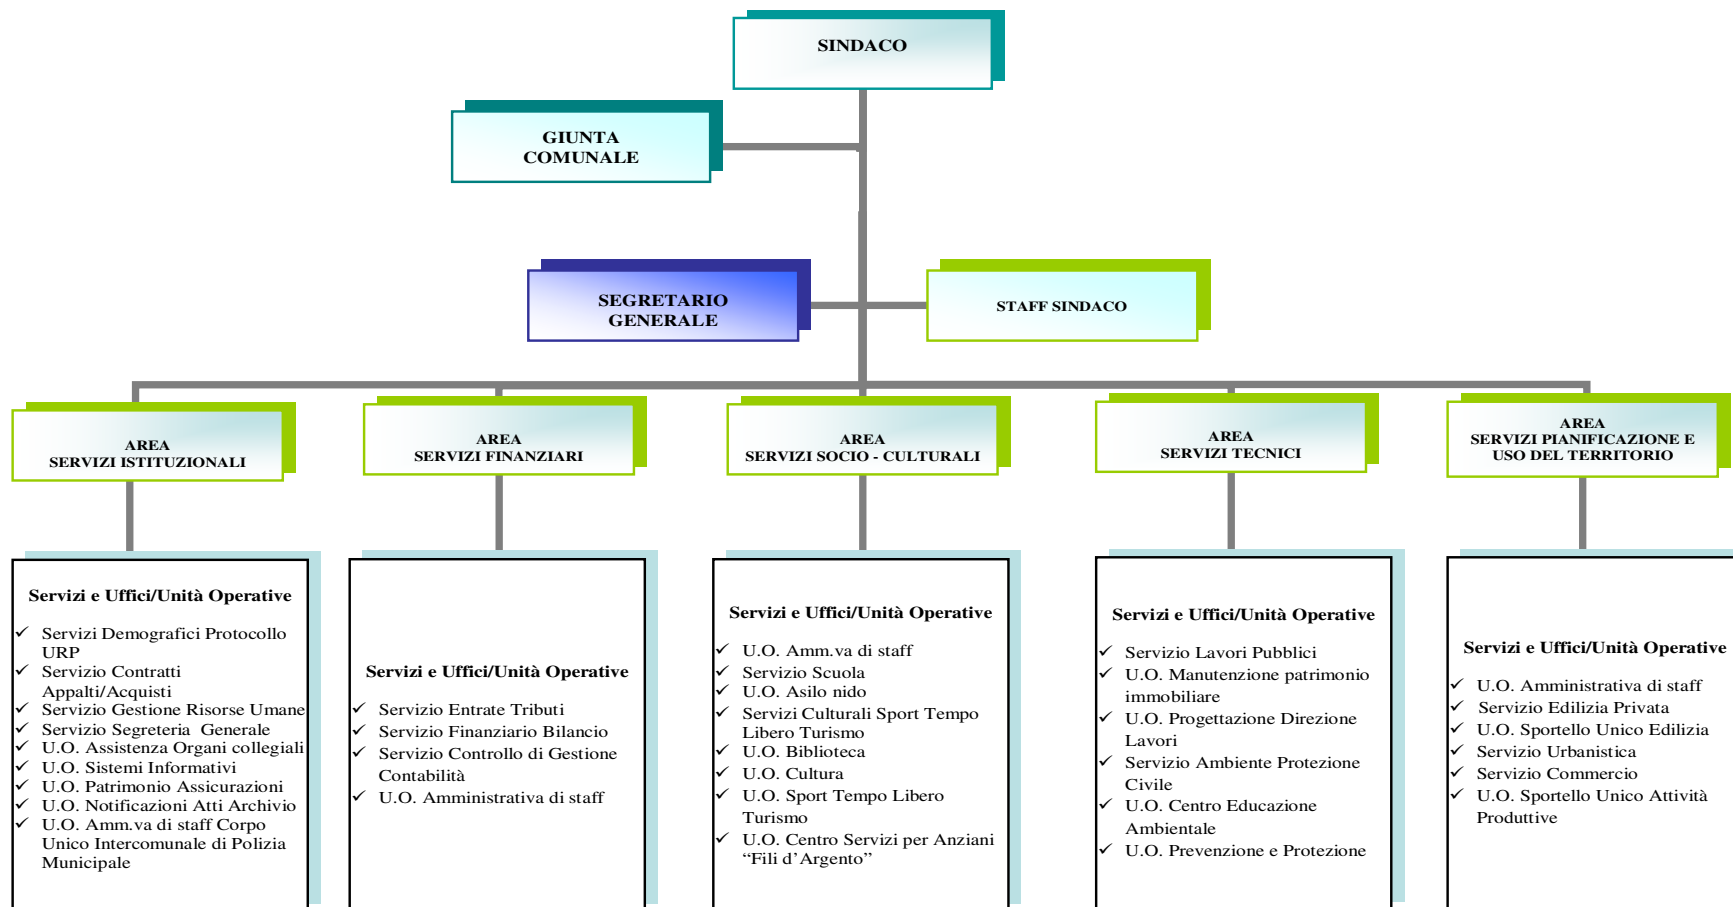 SINDACO
GIUNTA
COMUNALE
SEGRETARIO
GENERALE
STAFF SINDACO
AREA
SERVIZI ISTITUZIONALI
AREA
SERVIZI FINANZIARI
AREA
SERVIZI SOCIO - CULTURALI
AREA
SERVIZI TECNICI
AREA
SERVIZI PIANIFICAZIONE E
USO DEL TERRITORIO
Servizi e Uffici/Unità Operative
✓ Servizi Demografici Protocollo
URP
✓ Servizio Contratti
Appalti/Acquisti
✓ Servizio Gestione Risorse Umane
✓ Servizio Segreteria Generale
✓ U.O. Assistenza Organi collegiali
✓ U.O. Sistemi Informativi
✓ U.O. Patrimonio Assicurazioni
✓ U.O. Notificazioni Atti Archivio
✓ U.O. Amm.va di staff Corpo
Unico Intercomunale di Polizia
Municipale
Servizi e Uffici/Unità Operative
✓ Servizio Entrate Tributi
✓ Servizio Finanziario Bilancio
✓ Servizio Controllo di Gestione
Contabilità
✓ U.O. Amministrativa di staff
Servizi e Uffici/Unità Operative
✓ U.O. Amm.va di staff
✓ Servizio Scuola
✓ U.O. Asilo nido
✓ Servizi Culturali Sport Tempo
Libero Turismo
✓ U.O. Biblioteca
✓ U.O. Cultura
✓ U.O. Sport Tempo Libero
Turismo
✓ U.O. Centro Servizi per Anziani
“Fili d’Argento”
Servizi e Uffici/Unità Operative
✓ Servizio Lavori Pubblici
✓ U.O. Manutenzione patrimonio
immobiliare
✓ U.O. Progettazione Direzione
Lavori
✓ Servizio Ambiente Protezione
Civile
✓ U.O. Centro Educazione
Ambientale
✓ U.O. Prevenzione e Protezione
Servizi e Uffici/Unità Operative
✓ U.O. Amministrativa di staff
✓ Servizio Edilizia Privata
✓ U.O. Sportello Unico Edilizia
✓ Servizio Urbanistica
✓ Servizio Commercio
✓ U.O. Sportello Unico Attività
Produttive